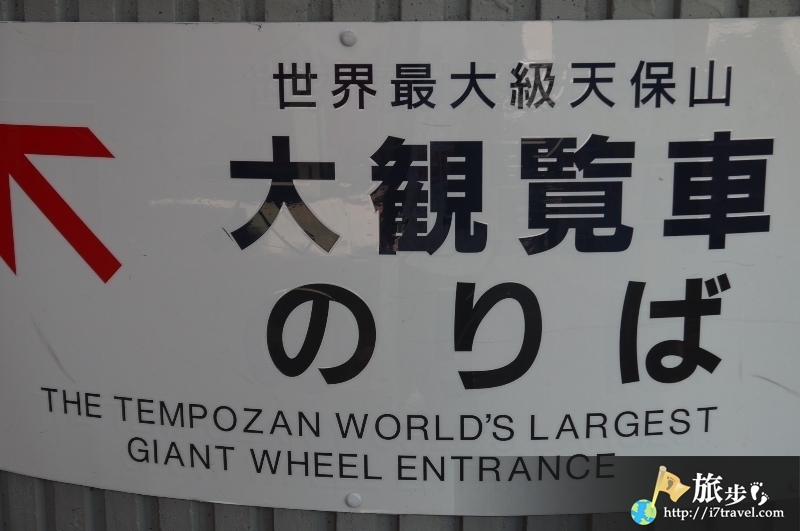 世界最大級天保山
大観覧車
のりば
THE TEMPOZAN WORLD'S LARGEST
GIANT WHEEL ENTRANCE
旅步
http://i7travel.com/